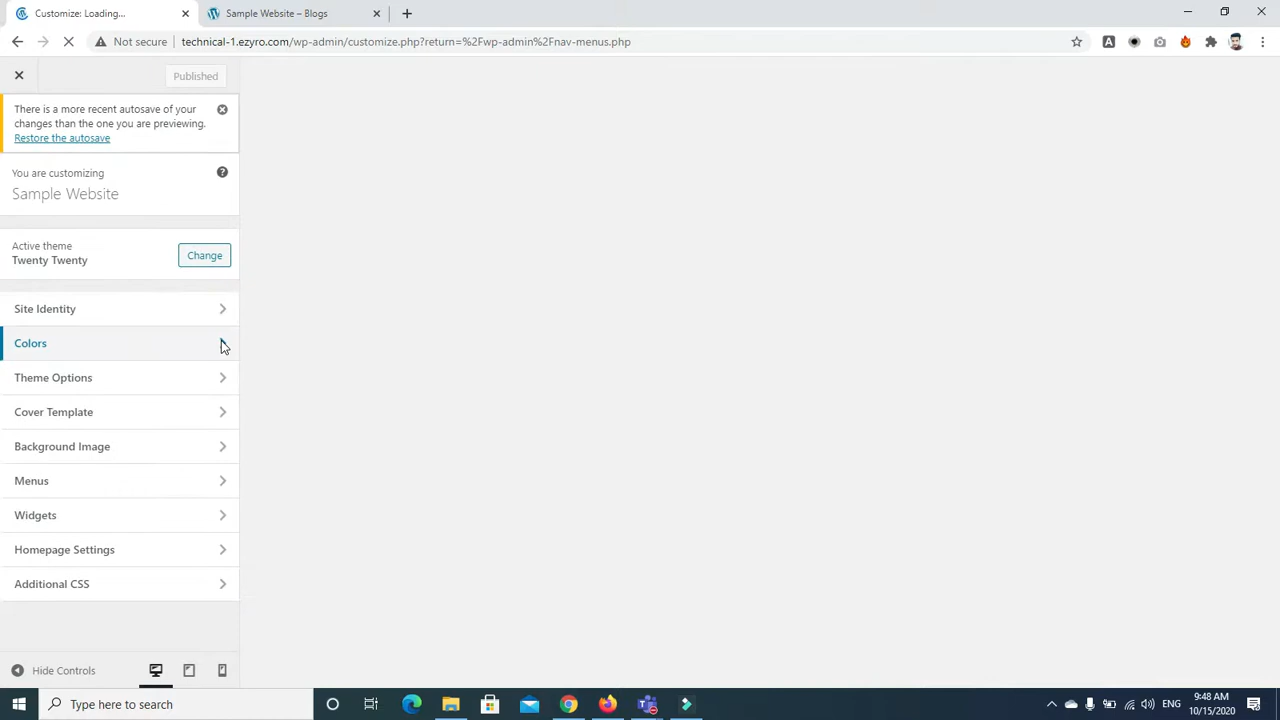 Customize: Loading...
Sample Website – Blogs
Not secure
technical-1.ezyro.com/wp-admin/customize.php?return=%2Fwp-admin%2Fnav-menus.php
Published
There is a more recent autosave of your
changes than the one you are previewing.
Restore the autosave
You are customizing
Sample Website
Active theme
Twenty Twenty
Change
Site Identity
Colors
Theme Options
Cover Template
Background Image
Menus
Widgets
Homepage Settings
Additional CSS
Hide Controls
Type here to search
ENG
9:48 AM
10/15/2020